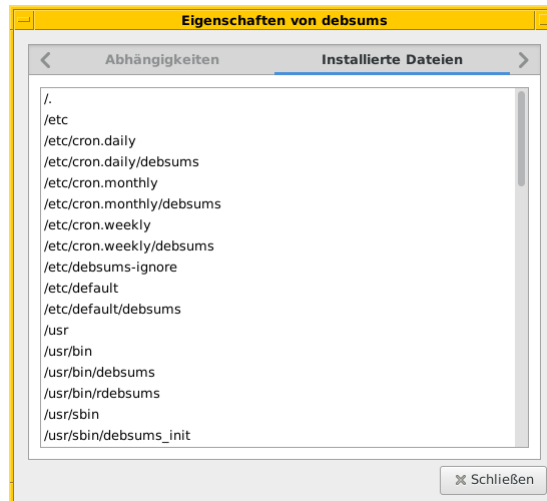 Eigenschaften von debsums
Abhängigkeiten Installierte Dateien
/.
/etc
/etc/cron.daily
/etc/cron.daily/debsums
/etc/cron.monthly
/etc/cron.monthly/debsums
/etc/cron.weekly
/etc/cron.weekly/debsums
/etc/debsums-ignore
/etc/default
/etc/default/debsums
/usr
/usr/bin
/usr/bin/debsums
/usr/bin/rdebsums
/usr/sbin
/usr/sbin/debsums_init
Schließen